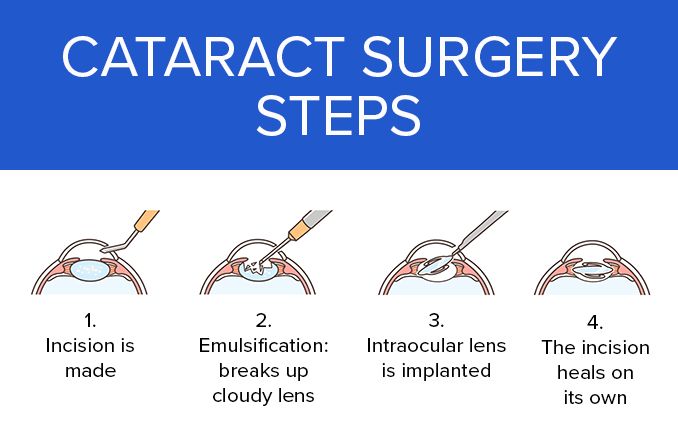 CATARACT SURGERY
STEPS
1.
Incision is
made
2.
Emulsification:
breaks up
cloudy lens
3.
Intraocular lens
is implanted
4.
The incision
heals on
its own